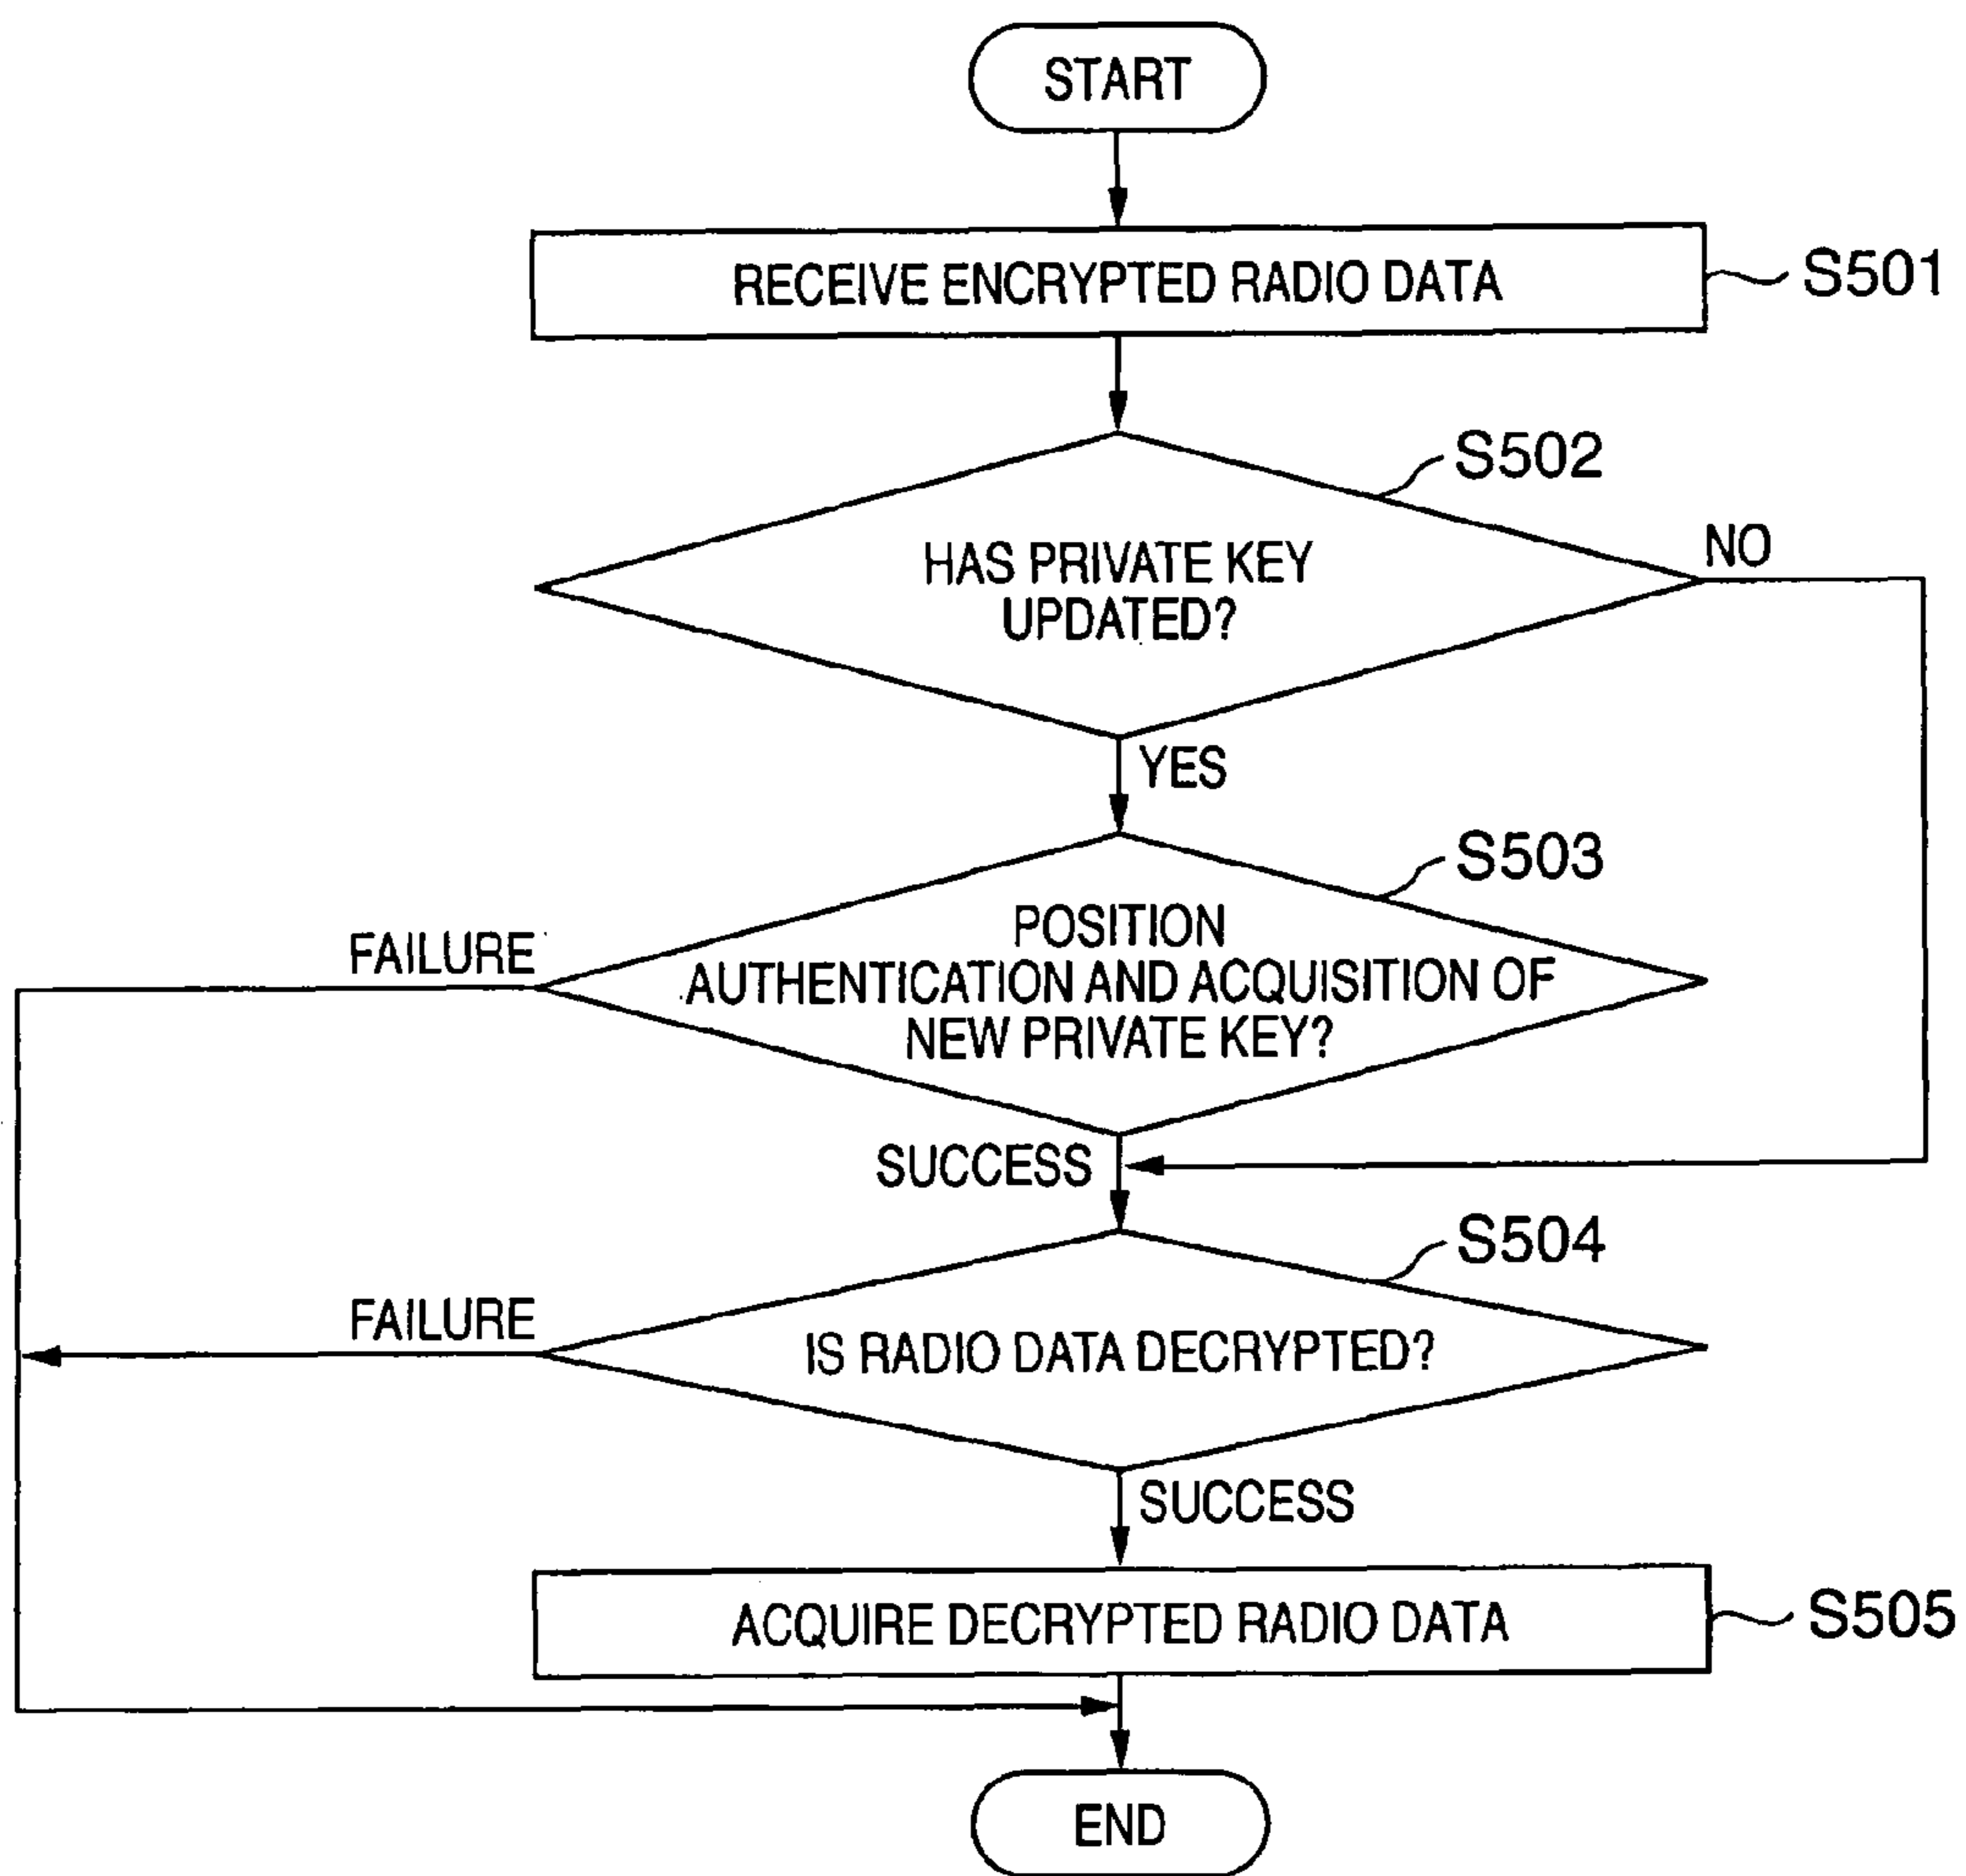 START
RECEIVE ENCRYPTED RADIO DATA
S501
S502
HAS PRIVATE KEY
UPDATED?
NO
YES
S503
POSITION
AUTHENTICATION AND ACQUISITION OF
NEW PRIVATE KEY?
FAILURE
SUCCESS
S504
IS RADIO DATA DECRYPTED?
FAILURE
SUCCESS
ACQUIRE DECRYPTED RADIO DATA
S505
END